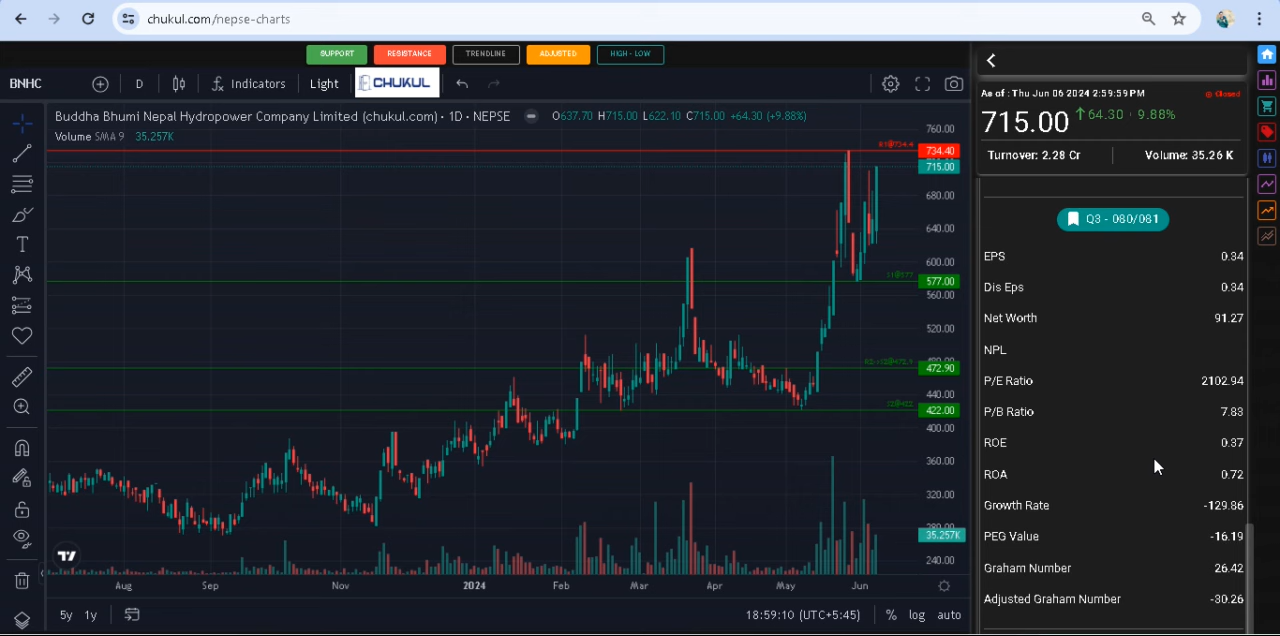 chukul.com/nepse-charts
SUPPORT RESISTANCE TRENDLINE ADJUSTED HIGH - LOW
BNHC D Indicators Light CHUKUL
Buddha Bhumi Nepal Hydropower Company Limited (chukul.com) · 1D · NEPSE O637.70 H715.00 L622.10 C715.00 +64.30 (+9.88%)
Volume SMA 9 35.257K
760.00
734.40
715.00
680.00
640.00
600.00
577.00
560.00
520.00
472.90
440.00
422.00
400.00
360.00
320.00
280.00
35.257K
240.00
Aug Sep Nov 2024 Feb Mar Apr May Jun
5y 1y 18:59:10 (UTC+5:45) % log auto
As of : Thu Jun 06 2024 2:59:59 PM Closed
715.00 64.30 · 9.88%
Turnover: 2.28 Cr Volume: 35.26 K
Q3 - 080/081
EPS 0.34
Dis Eps 0.34
Net Worth 91.27
NPL
P/E Ratio 2102.94
P/B Ratio 7.83
ROE 0.37
ROA 0.72
Growth Rate -129.86
PEG Value -16.19
Graham Number 26.42
Adjusted Graham Number -30.26